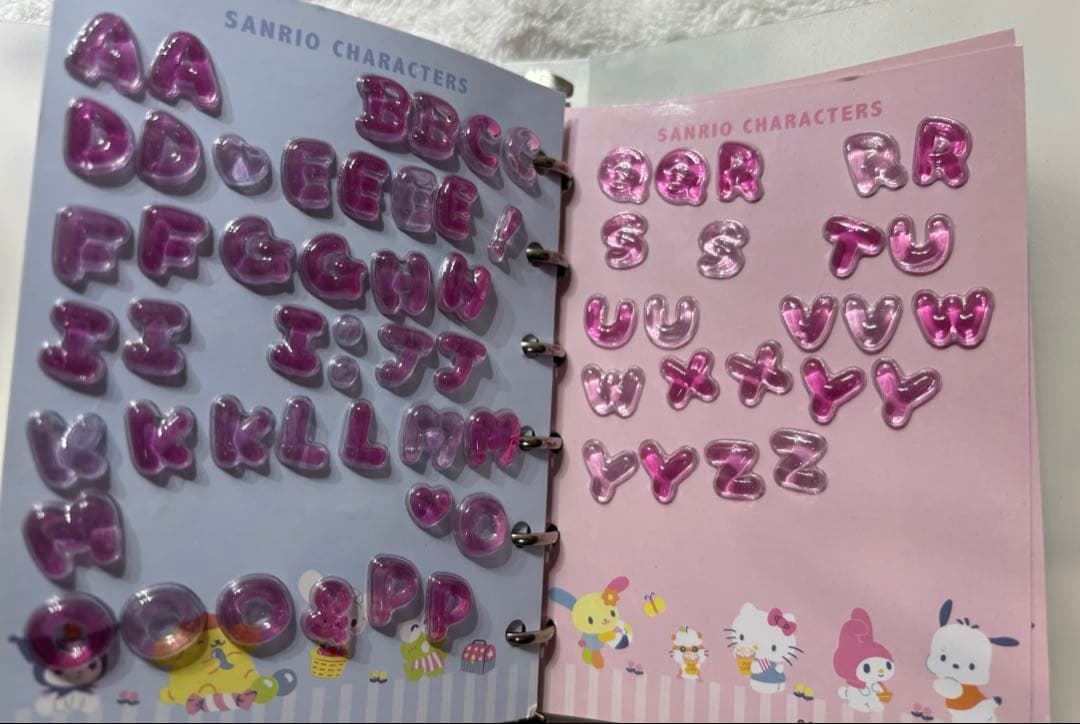 SANRIO CHARACTERS
A A B B C C
D D E E E E !
F F G G H H
I I I : J J
K K K L L M M
M ♥ O
O O O & P P
SANRIO CHARACTERS
Q Q R R R
S S T U
U U V V W
W X X Y Y
Y Y Z Z